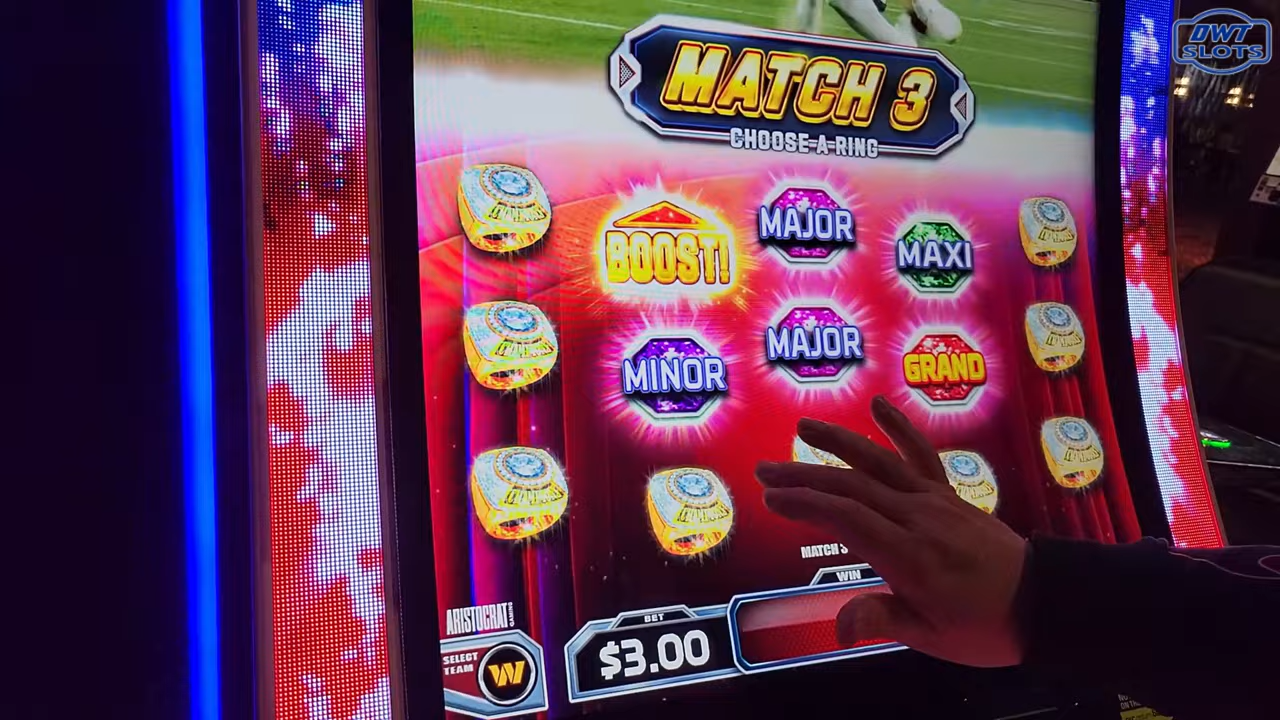 DWT
SLOTS
MATCH 3
CHOOSE A RING
BOOST!
MAJOR
MAXI
MINOR
MAJOR
GRAND
MATCH 3
WIN
ARISTOCRAT
GAMING
BET
$3.00
SELECT
TEAM
W